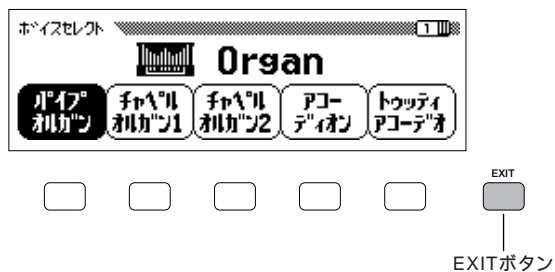 ボイスセレクト
1
Organ
パイプ
オルガン
チャペル
オルガン1
チャペル
オルガン2
アコー
ディオン
トゥッティ
アコーデオ
EXIT
EXITボタン